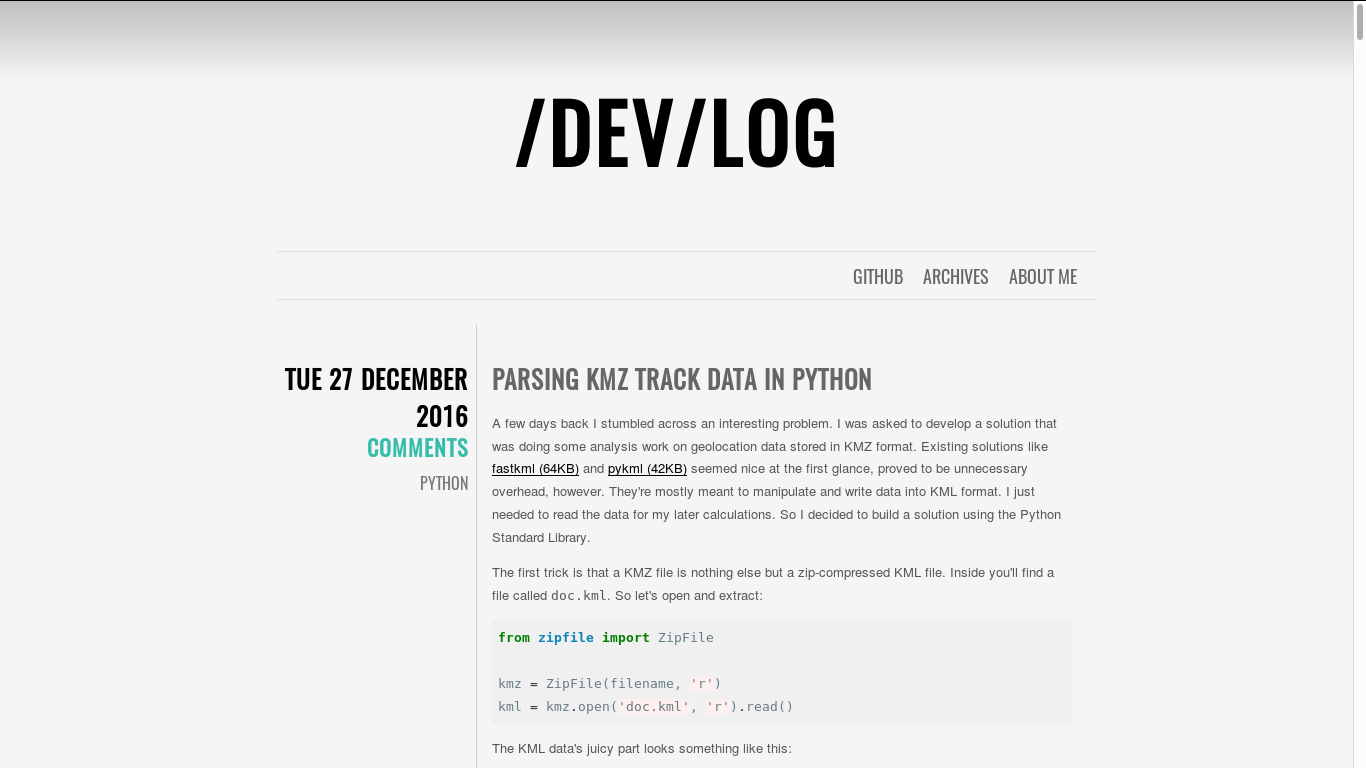 /DEV/LOG
GITHUB ARCHIVES ABOUT ME
TUE 27 DECEMBER
2016
COMMENTS
PYTHON
PARSING KMZ TRACK DATA IN PYTHON
A few days back I stumbled across an interesting problem. I was asked to develop a solution that
was doing some analysis work on geolocation data stored in KMZ format. Existing solutions like
fastkml (64KB) and pykml (42KB) seemed nice at the first glance, proved to be unnecessary
overhead, however. They're mostly meant to manipulate and write data into KML format. I just
needed to read the data for my later calculations. So I decided to build a solution using the Python
Standard Library.
The first trick is that a KMZ file is nothing else but a zip-compressed KML file. Inside you'll find a
file called doc.kml. So let's open and extract:
from zipfile import ZipFile
kmz = ZipFile(filename, 'r')
kml = kmz.open('doc.kml', 'r').read()
The KML data's juicy part looks something like this: